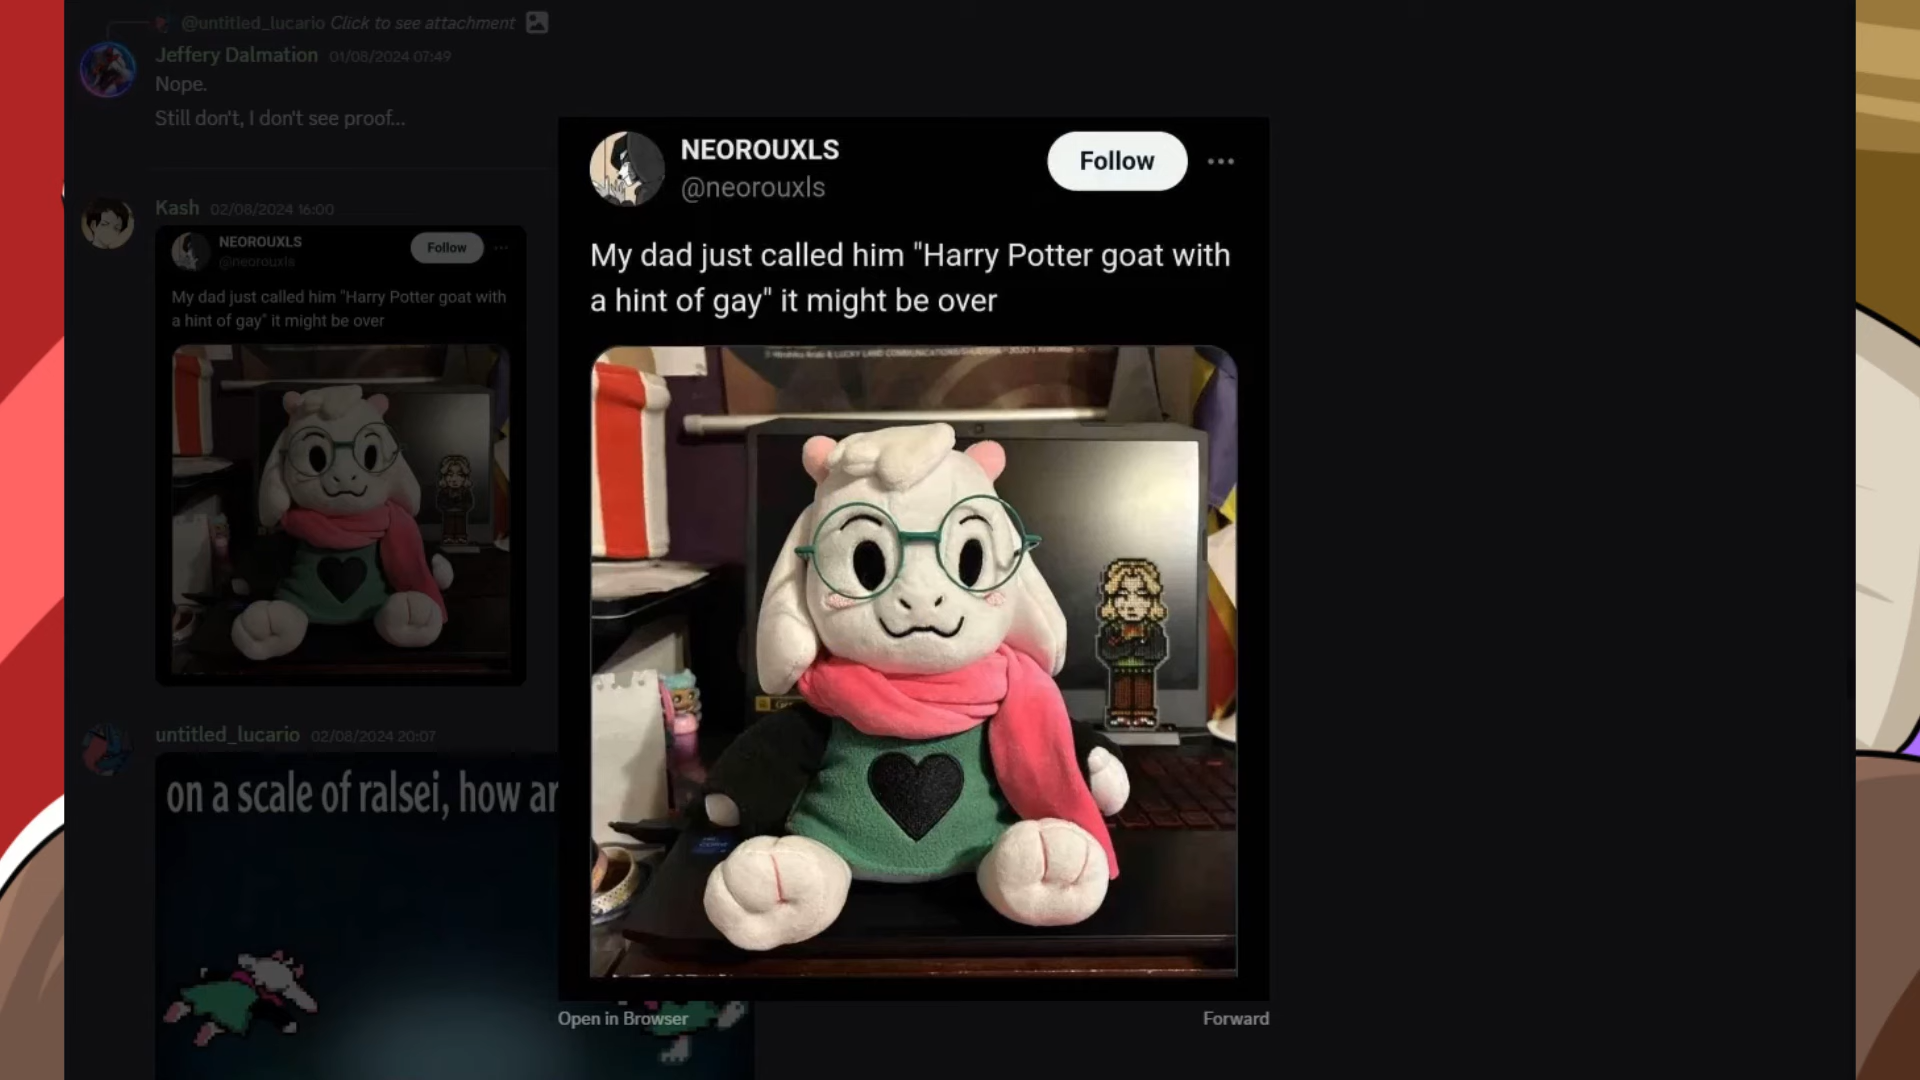 @untitled_lucario Click to see attachment
Jeffery Dalmation 01/08/2024 07:49
Nope.
Still don't, I don't see proof...
Kash 02/08/2024 16:00
NEOROUXLS
@neorouxls
Follow
My dad just called him "Harry Potter goat with
a hint of gay" it might be over
untitled_lucario 02/08/2024 20:07
on a scale of ralsei, how ar
NEOROUXLS
@neorouxls
Follow
My dad just called him "Harry Potter goat with
a hint of gay" it might be over
Open in Browser
Forward